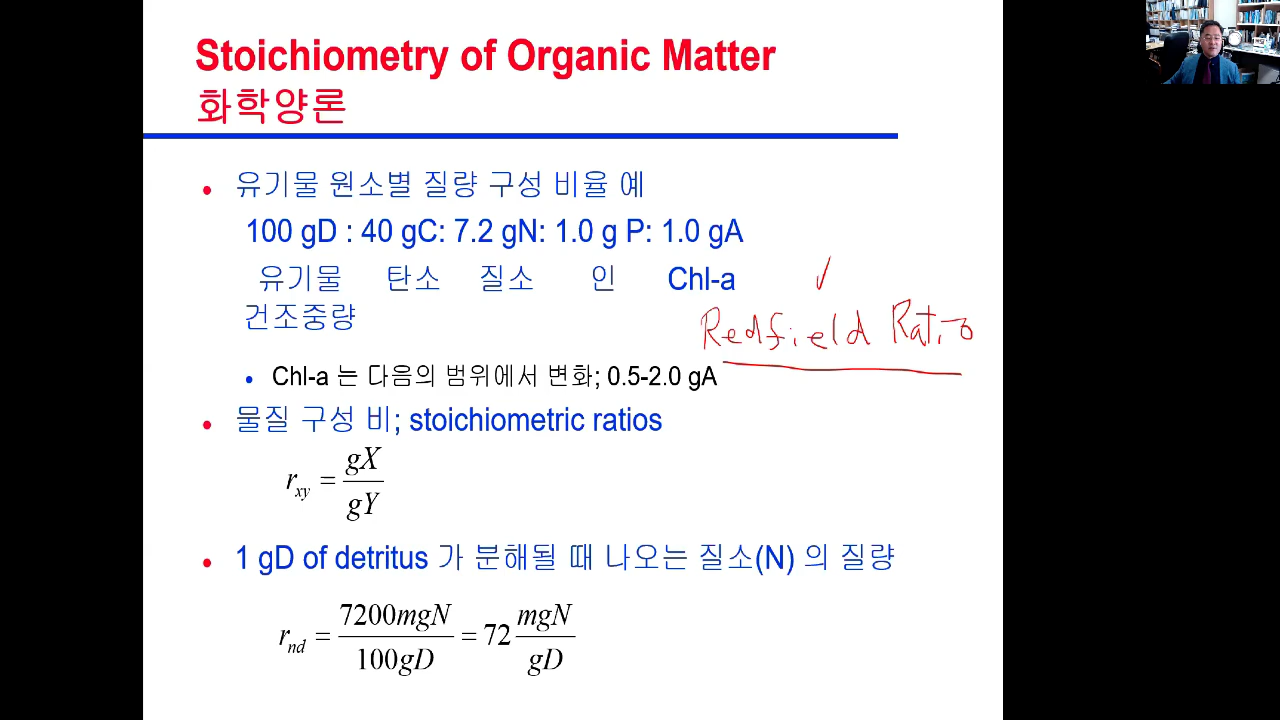 Stoichiometry of Organic Matter
화학양론
• 유기물 원소별 질량 구성 비율 예
100 gD : 40 gC: 7.2 gN: 1.0 g P: 1.0 gA
유기물 탄소 질소 인 Chl-a
건조중량
Redfield Ratio
• Chl-a 는 다음의 범위에서 변화; 0.5-2.0 gA
• 물질 구성 비; stoichiometric ratios
r_xy = gX / gY
• 1 gD of detritus 가 분해될 때 나오는 질소(N) 의 질량
r_nd = 7200mgN / 100gD = 72 mgN / gD